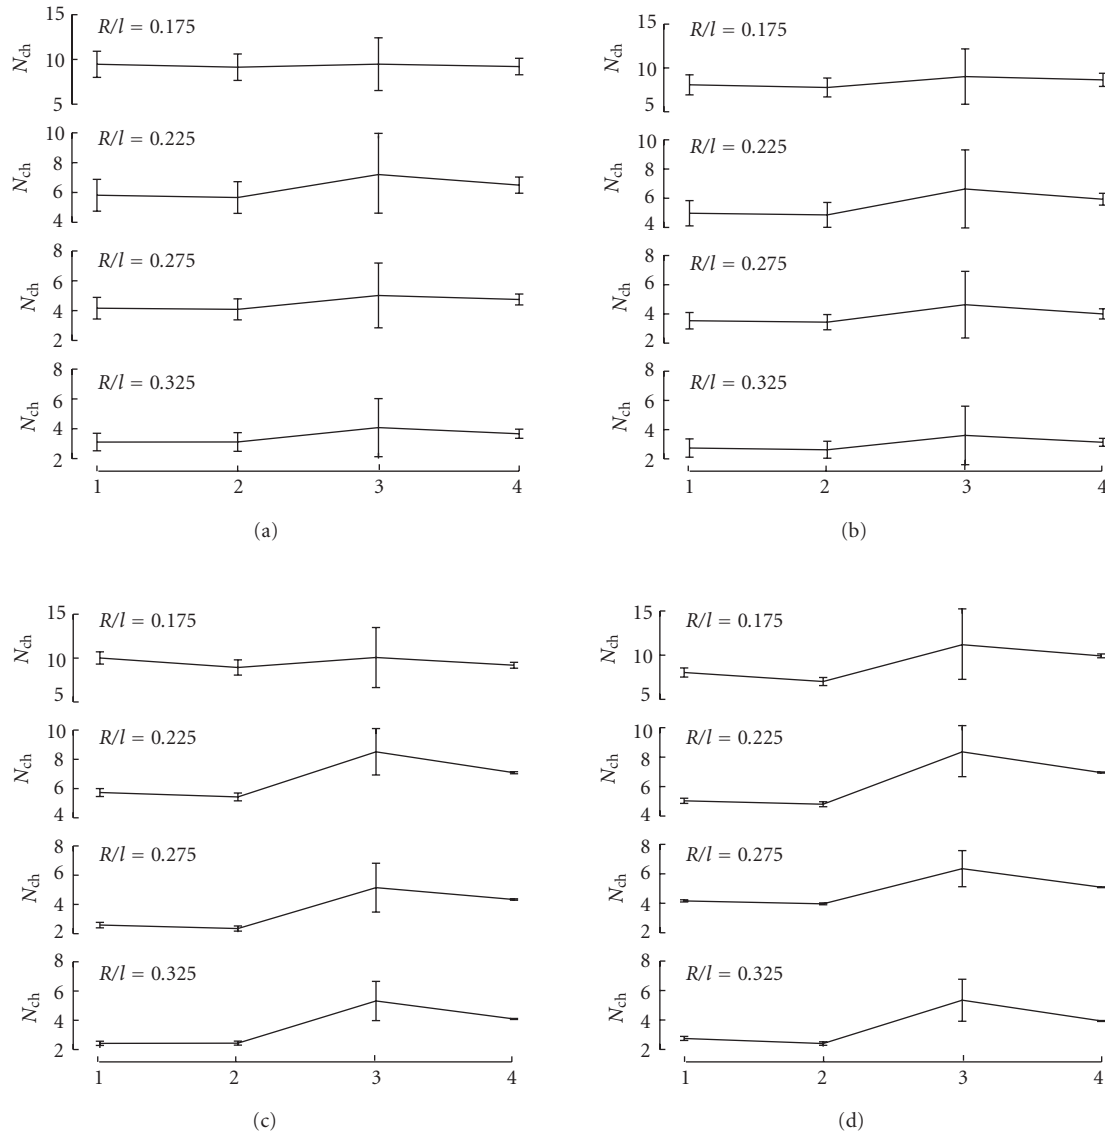 15
10
5
N_ch
R/l = 0.175
10
8
6
4
N_ch
R/l = 0.225
8
6
4
2
N_ch
R/l = 0.275
8
6
4
2
N_ch
R/l = 0.325
1 2 3 4
(a)
15
10
5
N_ch
R/l = 0.175
10
8
6
4
N_ch
R/l = 0.225
8
6
4
2
N_ch
R/l = 0.275
8
6
4
2
N_ch
R/l = 0.325
1 2 3 4
(b)
15
10
5
N_ch
R/l = 0.175
10
8
6
4
N_ch
R/l = 0.225
8
6
4
2
N_ch
R/l = 0.275
8
6
4
2
N_ch
R/l = 0.325
1 2 3 4
(c)
15
10
5
N_ch
R/l = 0.175
10
8
6
4
N_ch
R/l = 0.225
8
6
4
2
N_ch
R/l = 0.275
8
6
4
2
N_ch
R/l = 0.325
1 2 3 4
(d)